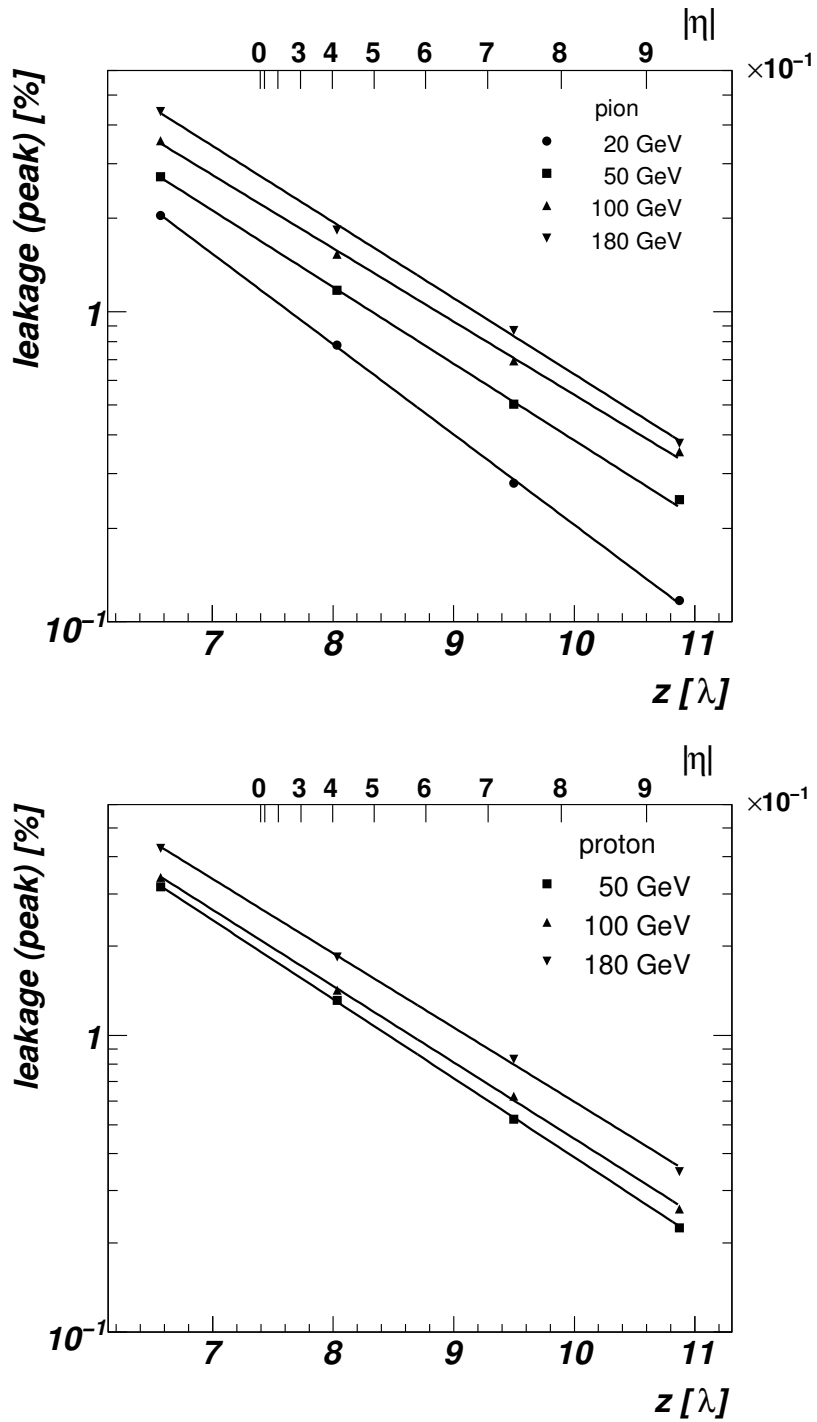 |η|
0 3 4 5 6 7 8 9 ×10⁻¹
leakage (peak) [%]
pion
20 GeV
50 GeV
100 GeV
180 GeV
1
10⁻¹
7 8 9 10 11
z [λ]
|η|
0 3 4 5 6 7 8 9 ×10⁻¹
leakage (peak) [%]
proton
50 GeV
100 GeV
180 GeV
1
10⁻¹
7 8 9 10 11
z [λ]